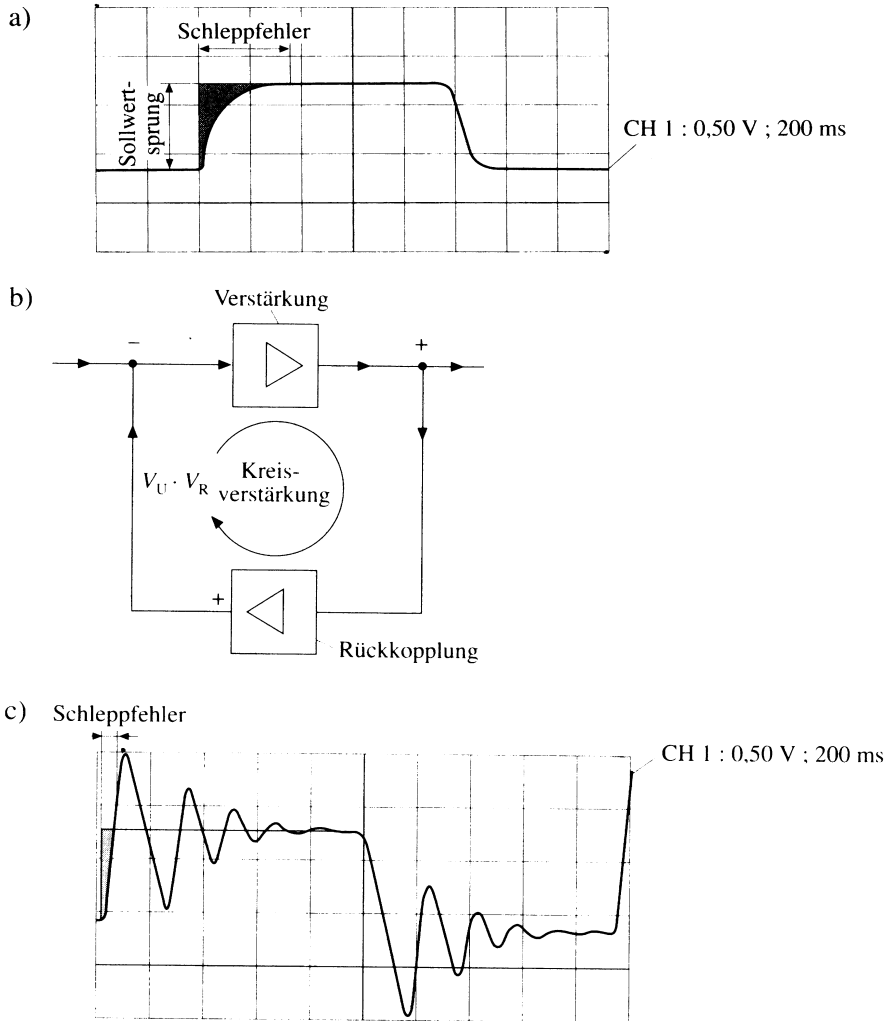 a)
Schleppfehler
Sollwert-
sprung
CH 1 : 0,50 V ; 200 ms
b)
Verstärkung
−
+
V_U · V_R
Kreis-
verstärkung
+
Rückkopplung
c)
Schleppfehler
CH 1 : 0,50 V ; 200 ms